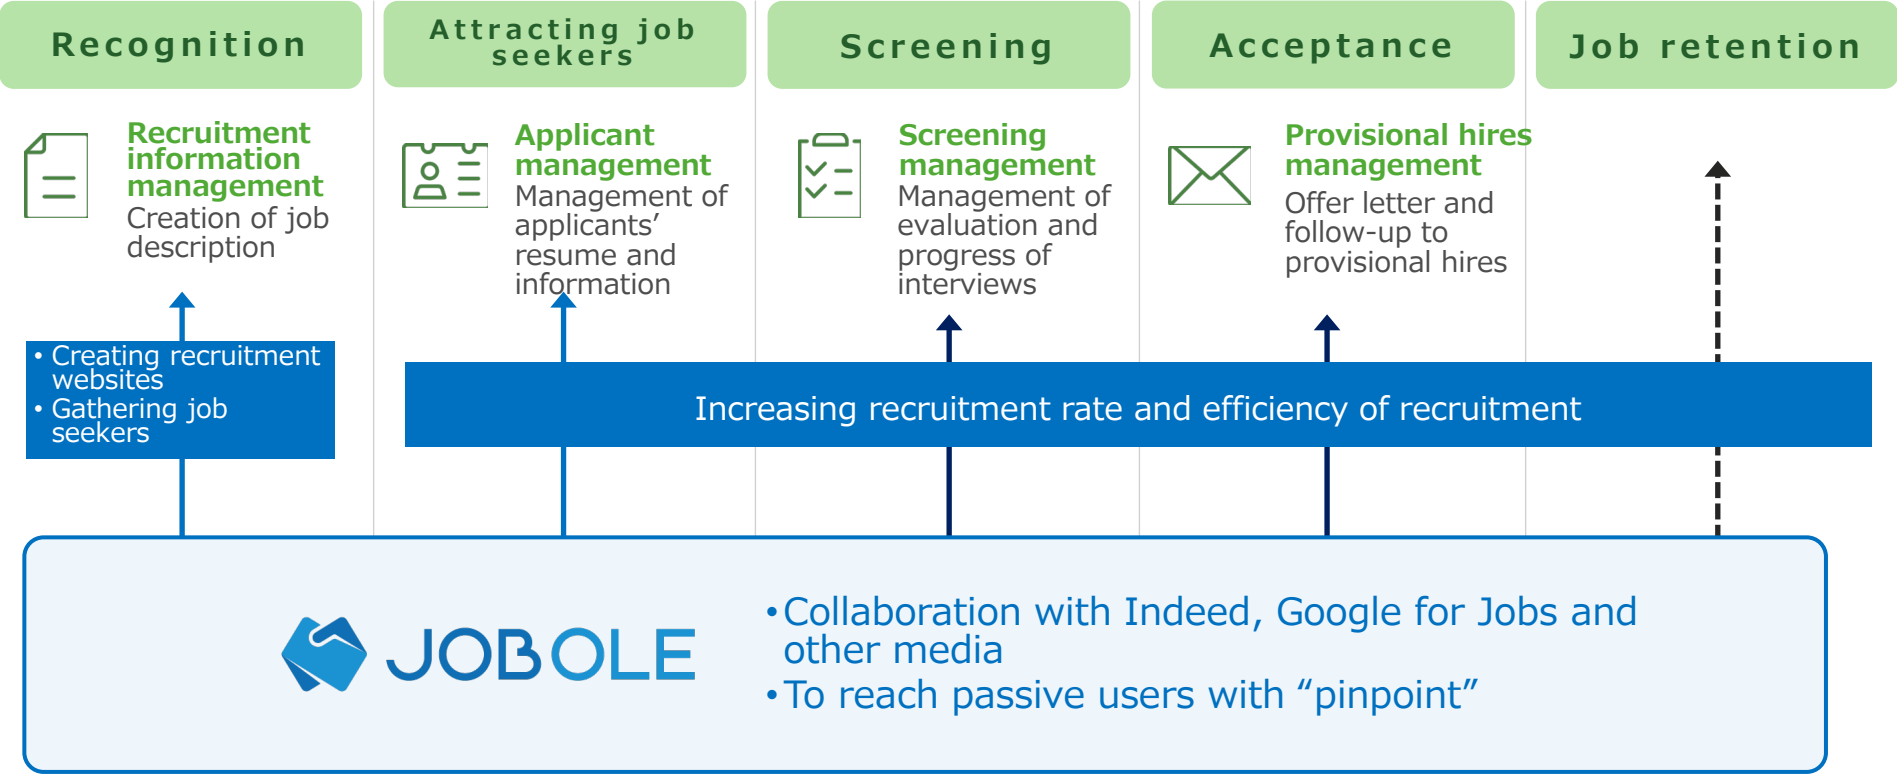 Recognition
Attracting job
seekers
Screening
Acceptance
Job retention
Recruitment
information
management
Creation of job
description
Applicant
management
Management of
applicants’
resume and
information
Screening
management
Management of
evaluation and
progress of
interviews
Provisional hires
management
Offer letter and
follow-up to
provisional hires
• Creating recruitment
websites
• Gathering job
seekers
Increasing recruitment rate and efficiency of recruitment
JOBOLE
• Collaboration with Indeed, Google for Jobs and
other media
• To reach passive users with “pinpoint”